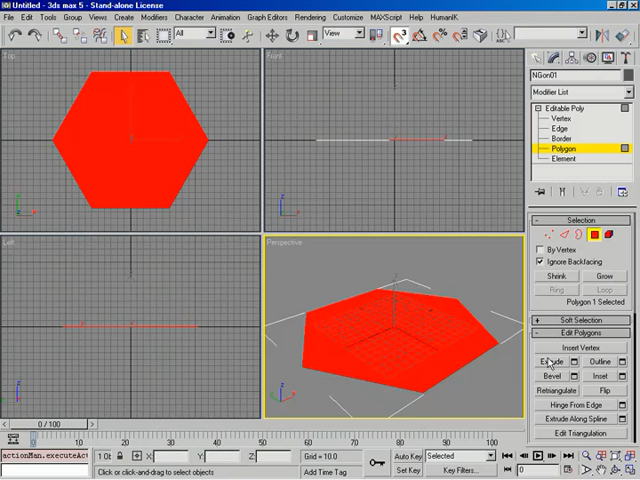 Untitled - 3ds max 5 - Stand-alone License
File Edit Tools Group Views Create Modifiers Character Animation Graph Editors Rendering Customize MAXScript HumanIK
All View
Top Front
NGon01
Modifier List
Editable Poly
Vertex
Edge
Border
Polygon
Element
Selection
By Vertex
Ignore Backfacing
Shrink Grow
Ring Loop
Polygon 1 Selected
Left Perspective
Soft Selection
Edit Polygons
Insert Vertex
Extrude Outline
Bevel Inset
Retriangulate Flip
Hinge From Edge
Extrude Along Spline
Edit Triangulation
0 / 100
0 10 20 30 40 50 60 70 80 90 100
actionMan.executeAc X: Y: Z: Grid = 10.0 Auto Key Selected
Click or click-and-drag to select objects Add Time Tag Set Key Key Filters... 0